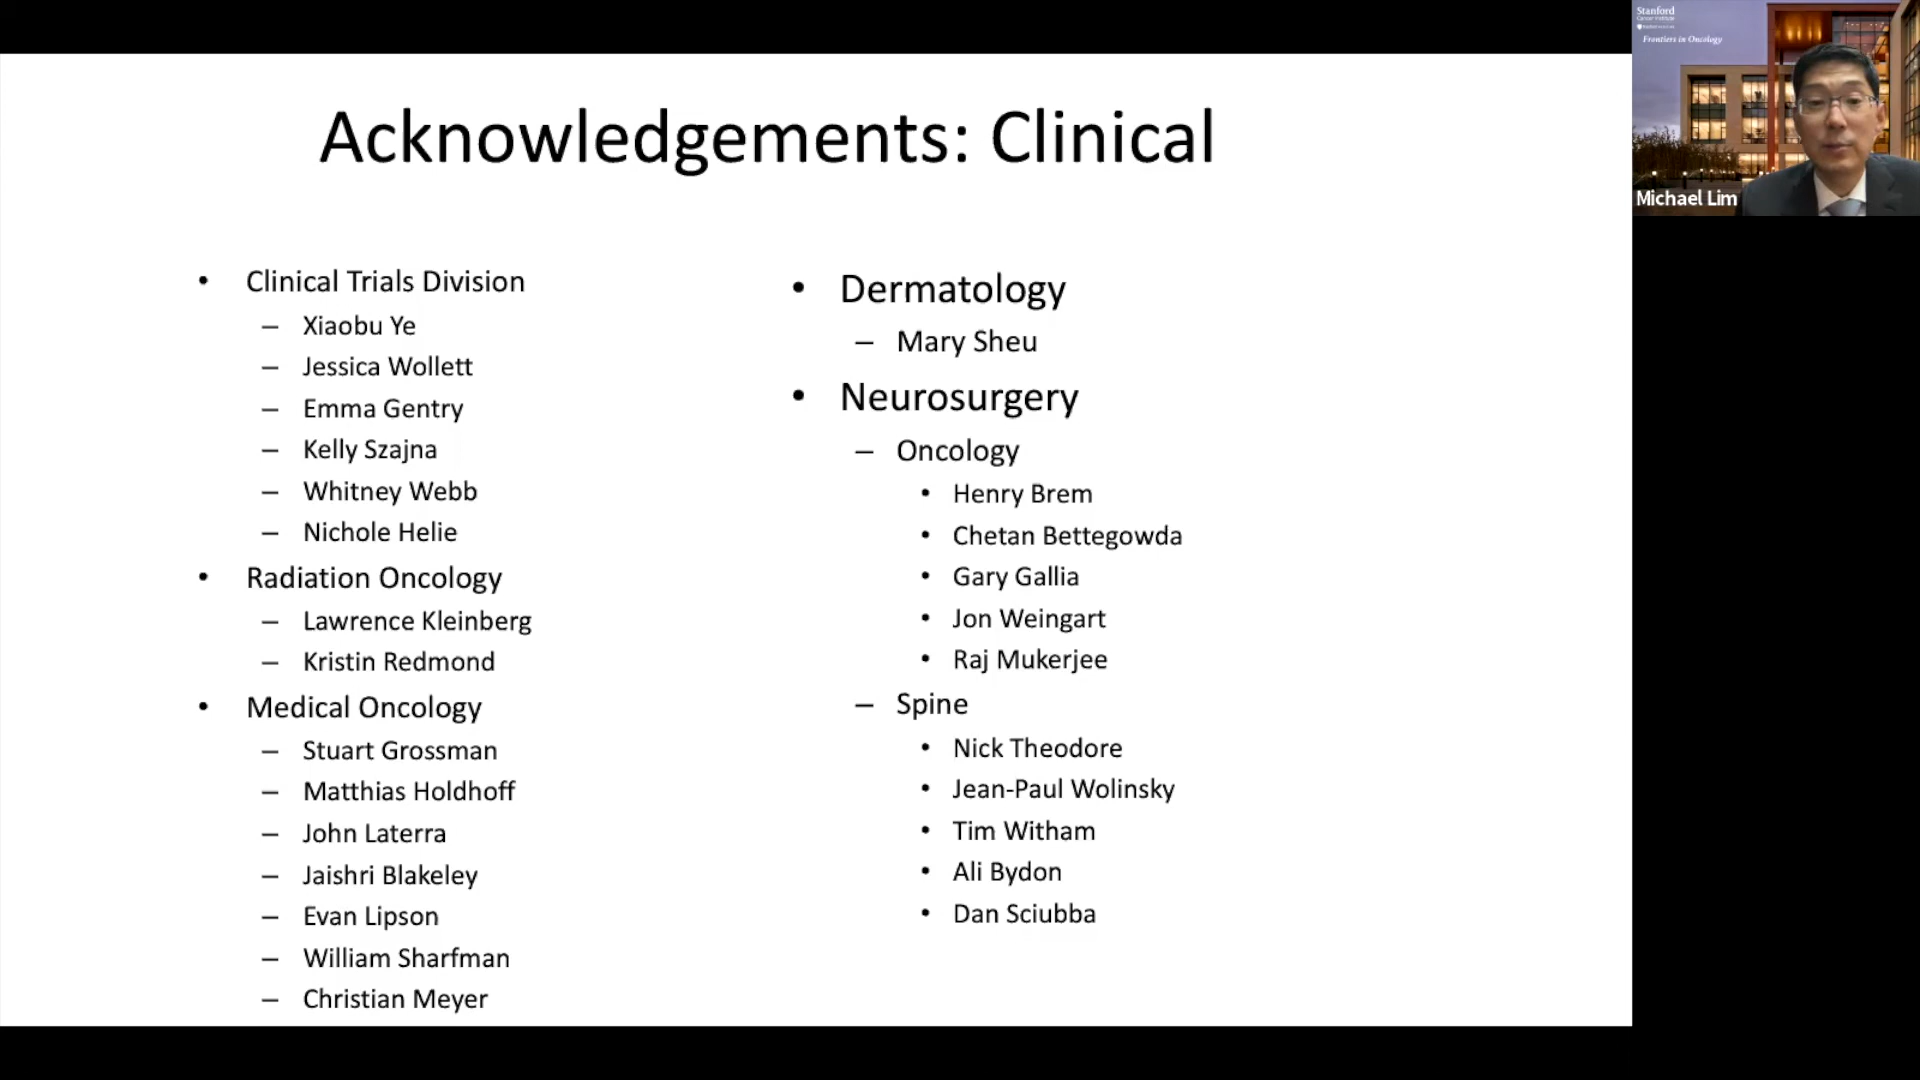 Acknowledgements: Clinical
• Clinical Trials Division
– Xiaobu Ye
– Jessica Wollett
– Emma Gentry
– Kelly Szajna
– Whitney Webb
– Nichole Helie
• Radiation Oncology
– Lawrence Kleinberg
– Kristin Redmond
• Medical Oncology
– Stuart Grossman
– Matthias Holdhoff
– John Laterra
– Jaishri Blakeley
– Evan Lipson
– William Sharfman
– Christian Meyer
• Dermatology
– Mary Sheu
• Neurosurgery
– Oncology
• Henry Brem
• Chetan Bettegowda
• Gary Gallia
• Jon Weingart
• Raj Mukerjee
– Spine
• Nick Theodore
• Jean-Paul Wolinsky
• Tim Witham
• Ali Bydon
• Dan Sciubba
Stanford
Cancer Institute
Frontiers in Oncology
Michael Lim